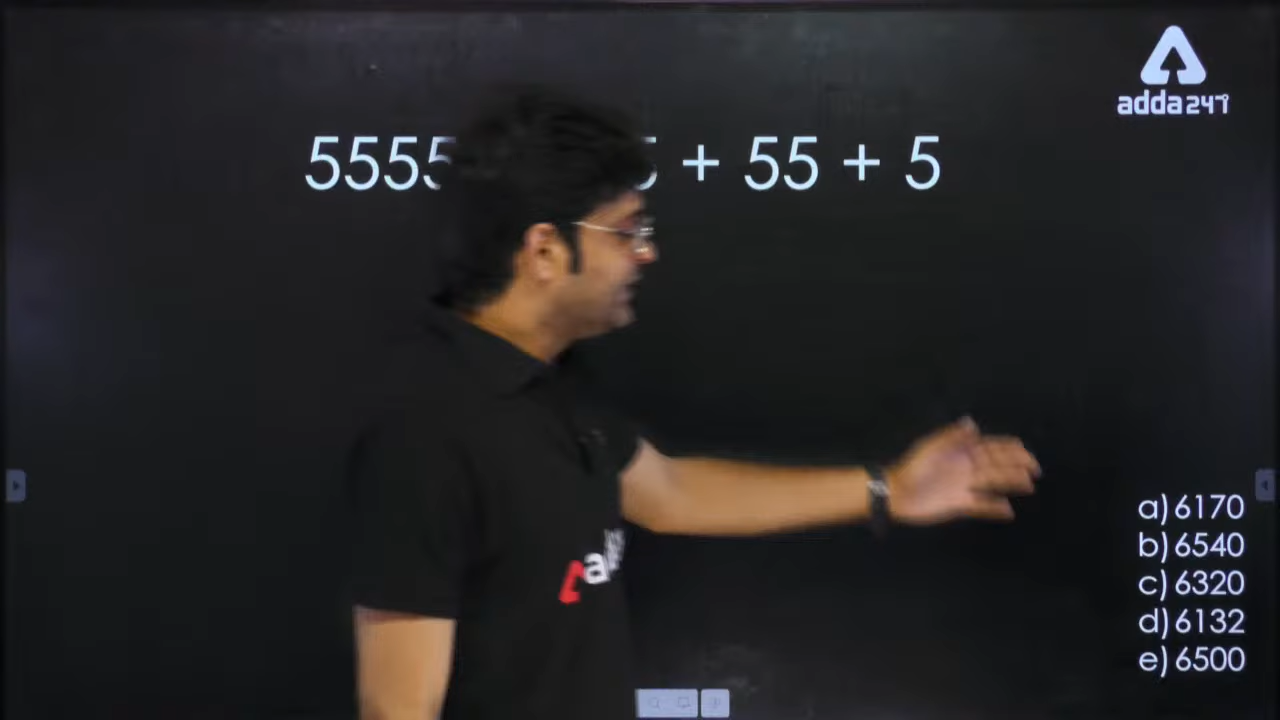 adda247
5555 5 + 55 + 5
a) 6170
b) 6540
c) 6320
d) 6132
e) 6500